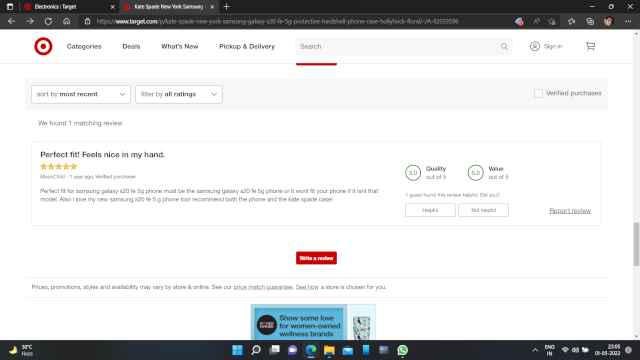 Electronics : Target
Kate Spade New York Samsung
https://www.target.com/p/kate-spade-new-york-samsung-galaxy-s20-fe-5g-protective-hardshell-phone-case-hollyhock-floral/-/A-82033596
Categories Deals What's New Pickup & Delivery Search Sign in
sort by most recent filter by all ratings Verified purchases
We found 1 matching review
Perfect fit! Feels nice in my hand.
MoonChild - 1 year ago, Verified purchaser
Perfect fit for samsung galaxy s20 fe 5g phone must be the samsung galaxy s20 fe 5g phone or it wont fit your phone if it isnt that
model. Also I love my new samsung s20 fe 5 g phone too! recommend both the phone and the kate spade case!
5.0 Quality out of 5
5.0 Value out of 5
1 guest found this review helpful. Did you?
Helpful Not helpful
Report review
Write a review
Prices, promotions, styles and availability may vary by store & online. See our price match guarantee. See how a store is chosen for you.
Show some love
for women-owned
wellness brands
30°C
Haze
ENG
IN
23:05
01-05-2022